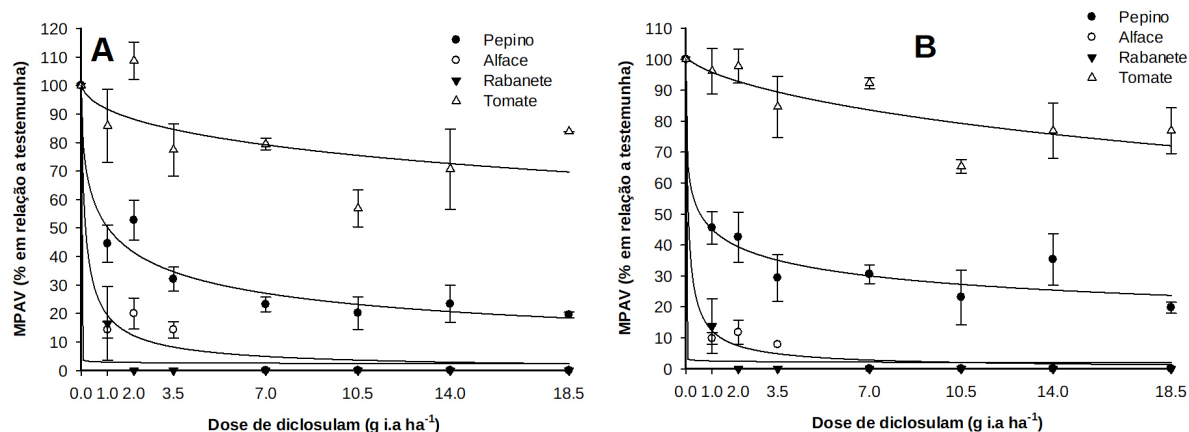 A
Pepino
Alface
Rabanete
Tomate
MPAV (% em relação a testemunha)
120
110
100
90
80
70
60
50
40
30
20
10
0
0.0 1.0 2.0 3.5 7.0 10.5 14.0 18.5
Dose de diclosulam (g i.a ha-1)
B
Pepino
Alface
Rabanete
Tomate
MPAV (% em relação a testemunha)
110
100
90
80
70
60
50
40
30
20
10
0
0.0 1.0 2.0 3.5 7.0 10.5 14.0 18.5
Dose de diclosulam (g i.a ha-1)